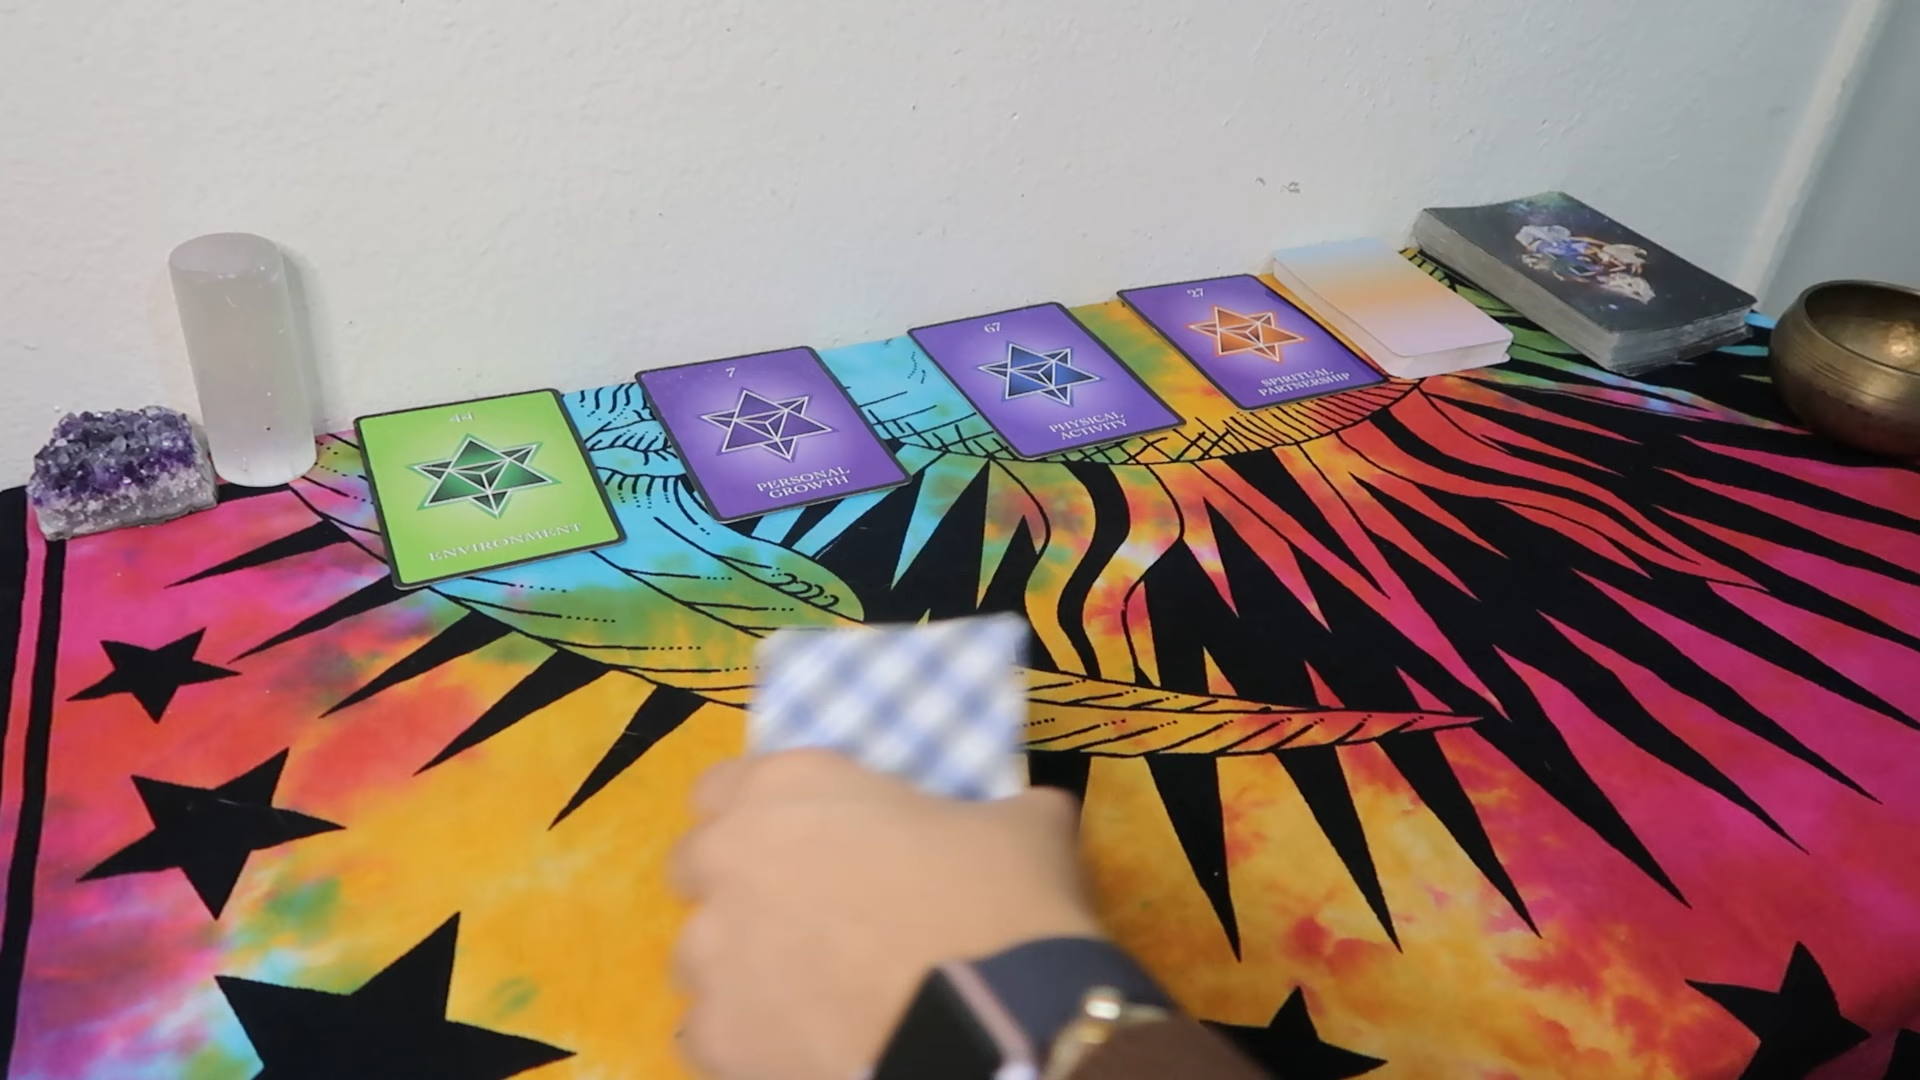 44
ENVIRONMENT
7
PERSONAL
GROWTH
67
PHYSICAL
ACTIVITY
27
SPIRITUAL
PARTNERSHIP